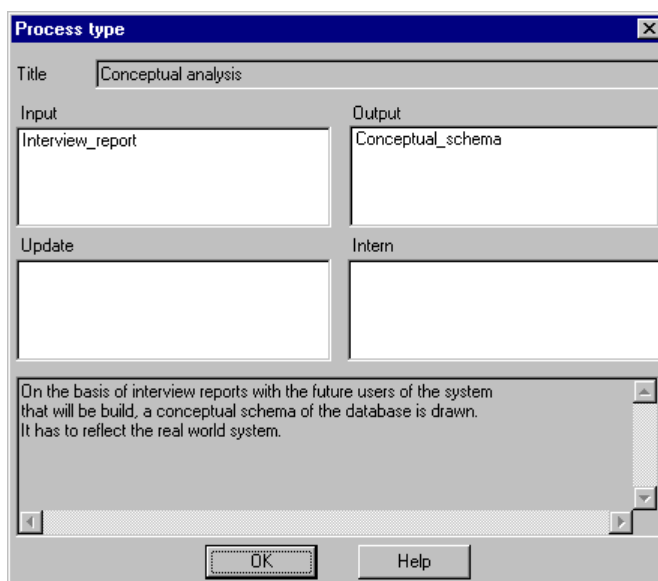 Process type
Title
Conceptual analysis
Input
Output
Interview_report
Conceptual_schema
Update
Intern
On the basis of interview reports with the future users of the system
that will be build, a conceptual schema of the database is drawn.
It has to reflect the real world system.
OK
Help